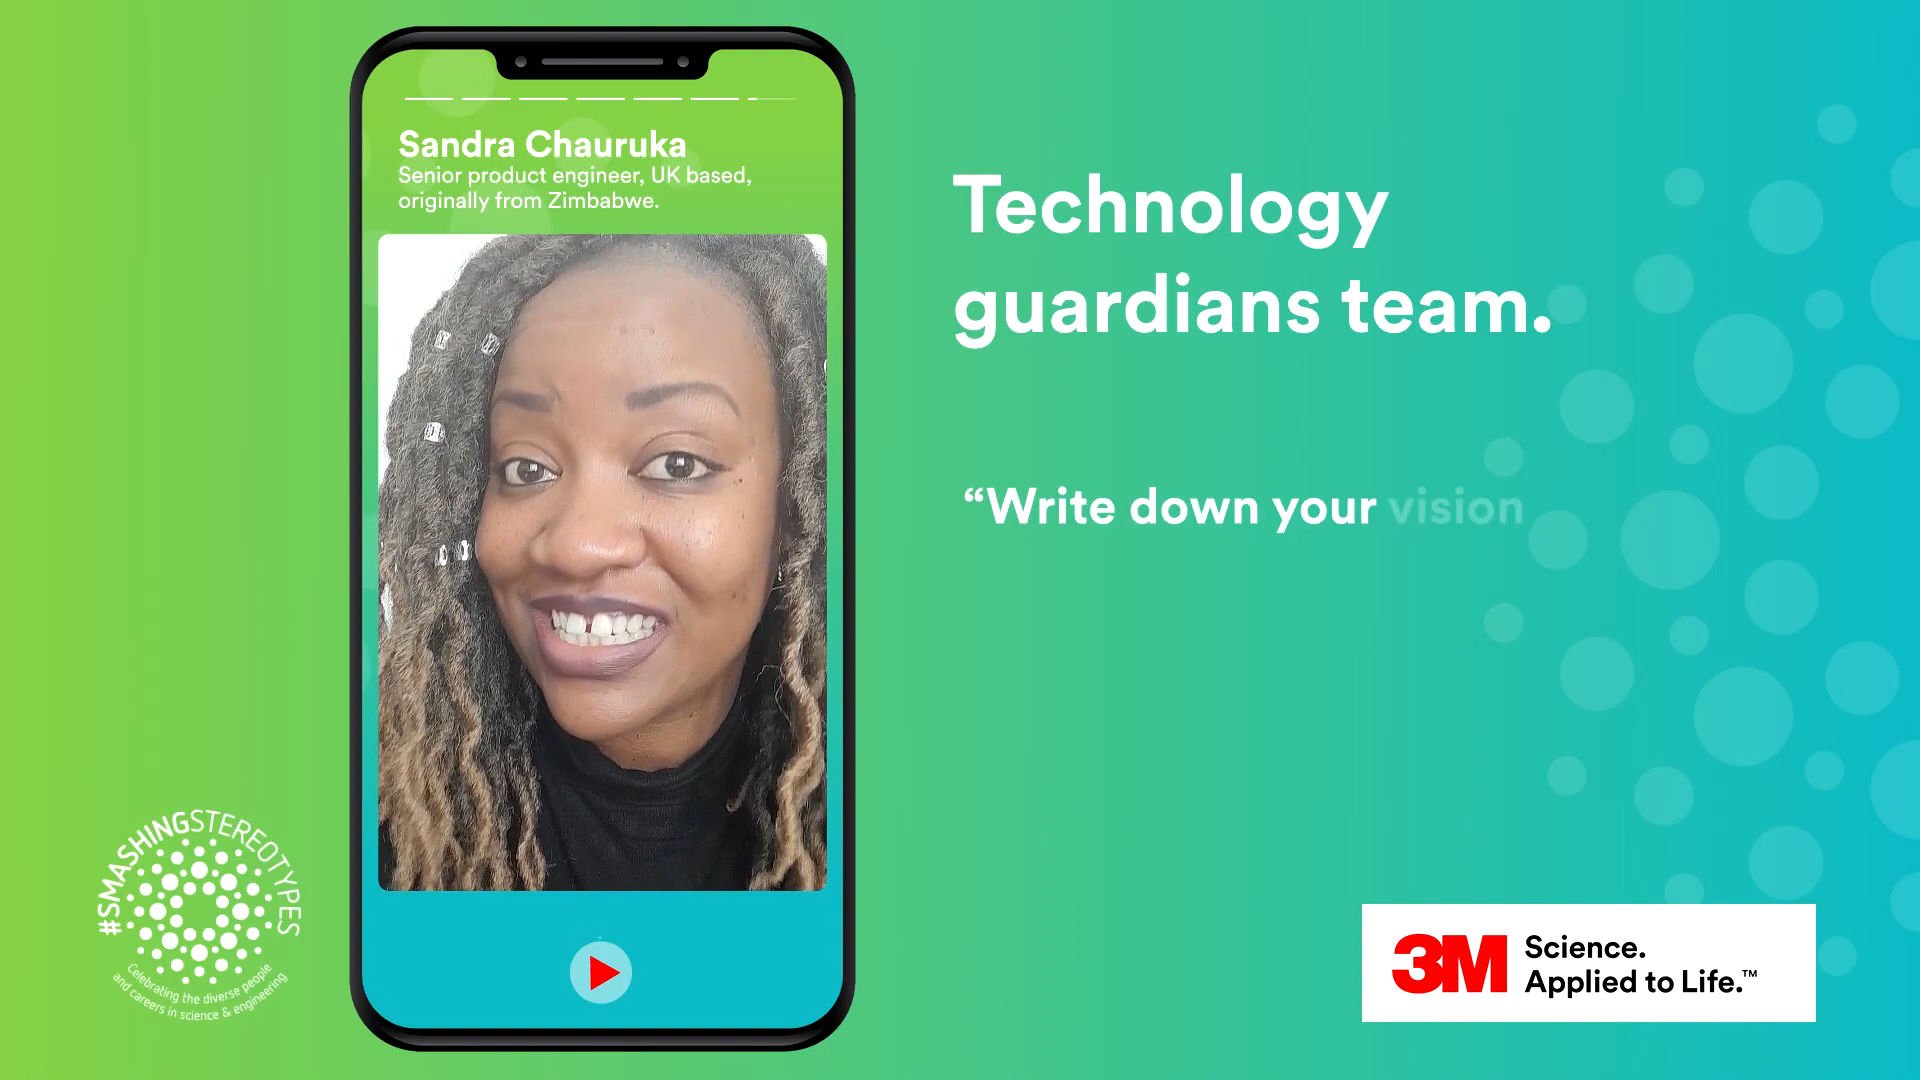 Sandra Chauruka
Senior product engineer, UK based,
originally from Zimbabwe.
Technology
guardians team.
“Write down your vision
#SMASHINGSTEREOTYPES
Celebrating the diverse people
and careers in science & engineering
3M Science.
Applied to Life.™